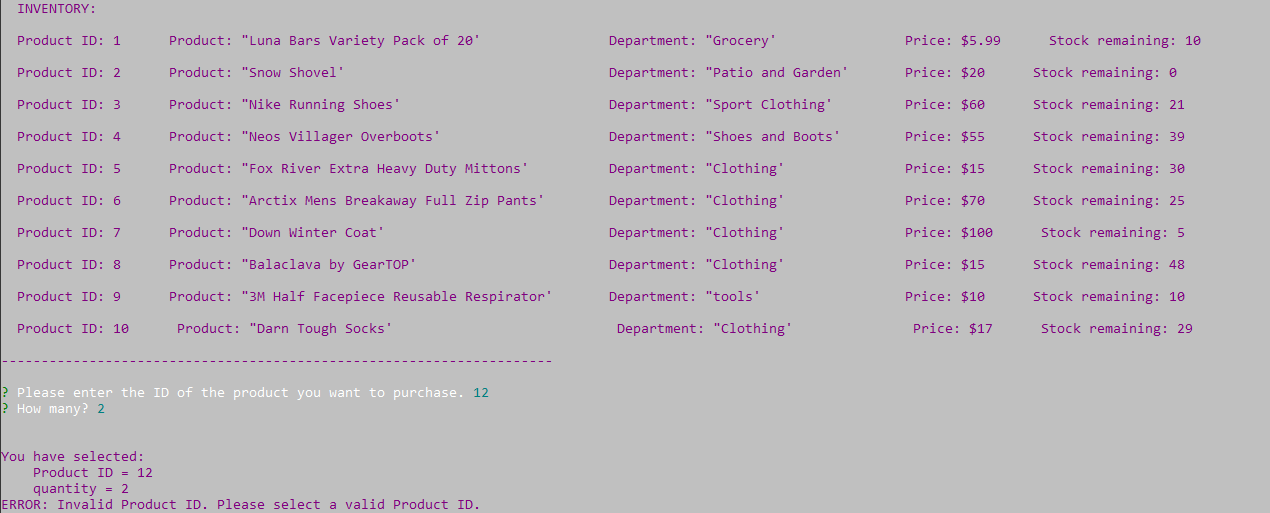 INVENTORY:
Product ID: 1 Product: "Luna Bars Variety Pack of 20' Department: "Grocery' Price: $5.99 Stock remaining: 10
Product ID: 2 Product: "Snow Shovel' Department: "Patio and Garden' Price: $20 Stock remaining: 0
Product ID: 3 Product: "Nike Running Shoes' Department: "Sport Clothing' Price: $60 Stock remaining: 21
Product ID: 4 Product: "Neos Villager Overboots' Department: "Shoes and Boots' Price: $55 Stock remaining: 39
Product ID: 5 Product: "Fox River Extra Heavy Duty Mittons' Department: "Clothing' Price: $15 Stock remaining: 30
Product ID: 6 Product: "Arctix Mens Breakaway Full Zip Pants' Department: "Clothing' Price: $70 Stock remaining: 25
Product ID: 7 Product: "Down Winter Coat' Department: "Clothing' Price: $100 Stock remaining: 5
Product ID: 8 Product: "Balaclava by GearTOP' Department: "Clothing' Price: $15 Stock remaining: 48
Product ID: 9 Product: "3M Half Facepiece Reusable Respirator' Department: "tools' Price: $10 Stock remaining: 10
Product ID: 10 Product: "Darn Tough Socks' Department: "Clothing' Price: $17 Stock remaining: 29
---------------------------------------------------------------------
? Please enter the ID of the product you want to purchase. 12
? How many? 2
You have selected:
Product ID = 12
quantity = 2
ERROR: Invalid Product ID. Please select a valid Product ID.